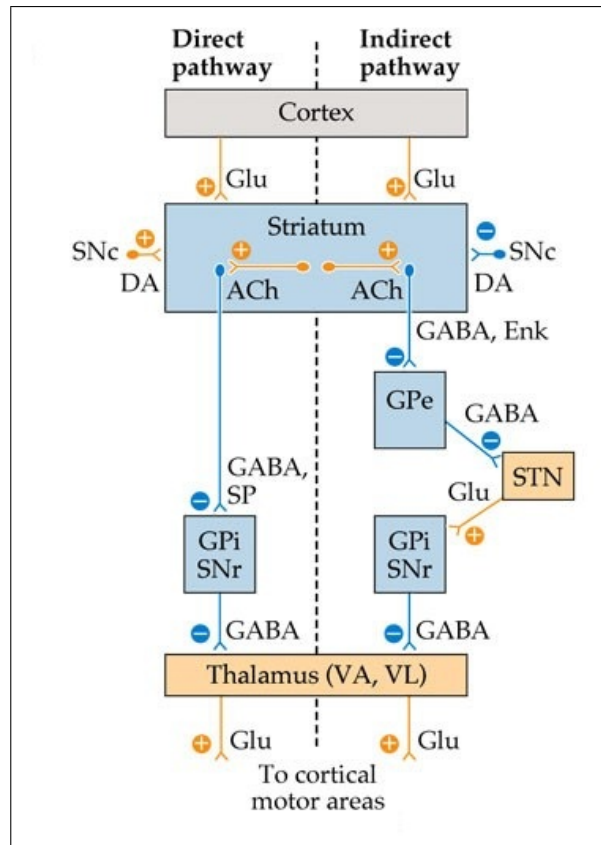 Direct
pathway
Indirect
pathway
Cortex
+ Glu
+ Glu
Striatum
+
SNc
DA
+
ACh
+
ACh
−
SNc
DA
GABA, Enk
−
GPe
GABA
−
STN
Glu
+
GABA,
SP
−
GPi
SNr
GPi
SNr
− GABA
− GABA
Thalamus (VA, VL)
+ Glu
+ Glu
To cortical
motor areas